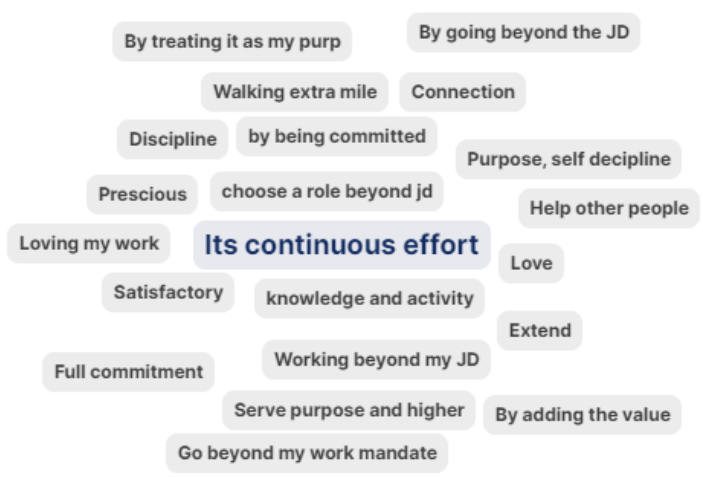 By going beyond the JD
By treating it as my purp
Walking extra mile
Connection
by being committed
Discipline
Purpose, self decipline
choose a role beyond jd
Prescious
Help other people
Loving my work
Its continuous effort
Love
Satisfactory
knowledge and activity
Extend
Working beyond my JD
Full commitment
Serve purpose and higher
By adding the value
Go beyond my work mandate